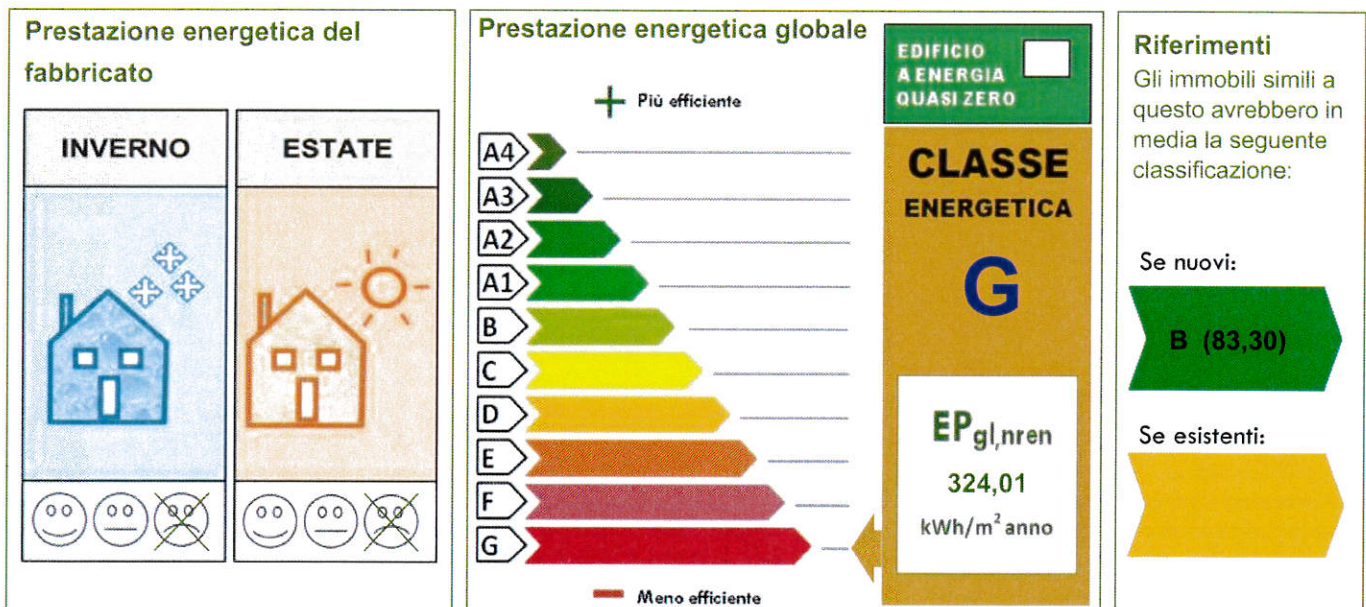 Prestazione energetica del
fabbricato
INVERNO
ESTATE
Prestazione energetica globale
+ Più efficiente
A4
A3
A2
A1
B
C
D
E
F
G
Meno efficiente
EDIFICIO
A ENERGIA
QUASI ZERO
CLASSE
ENERGETICA
G
EPgl,nren
324,01
kWh/m² anno
Riferimenti
Gli immobili simili a
questo avrebbero in
media la seguente
classificazione:
Se nuovi:
B (83,30)
Se esistenti: